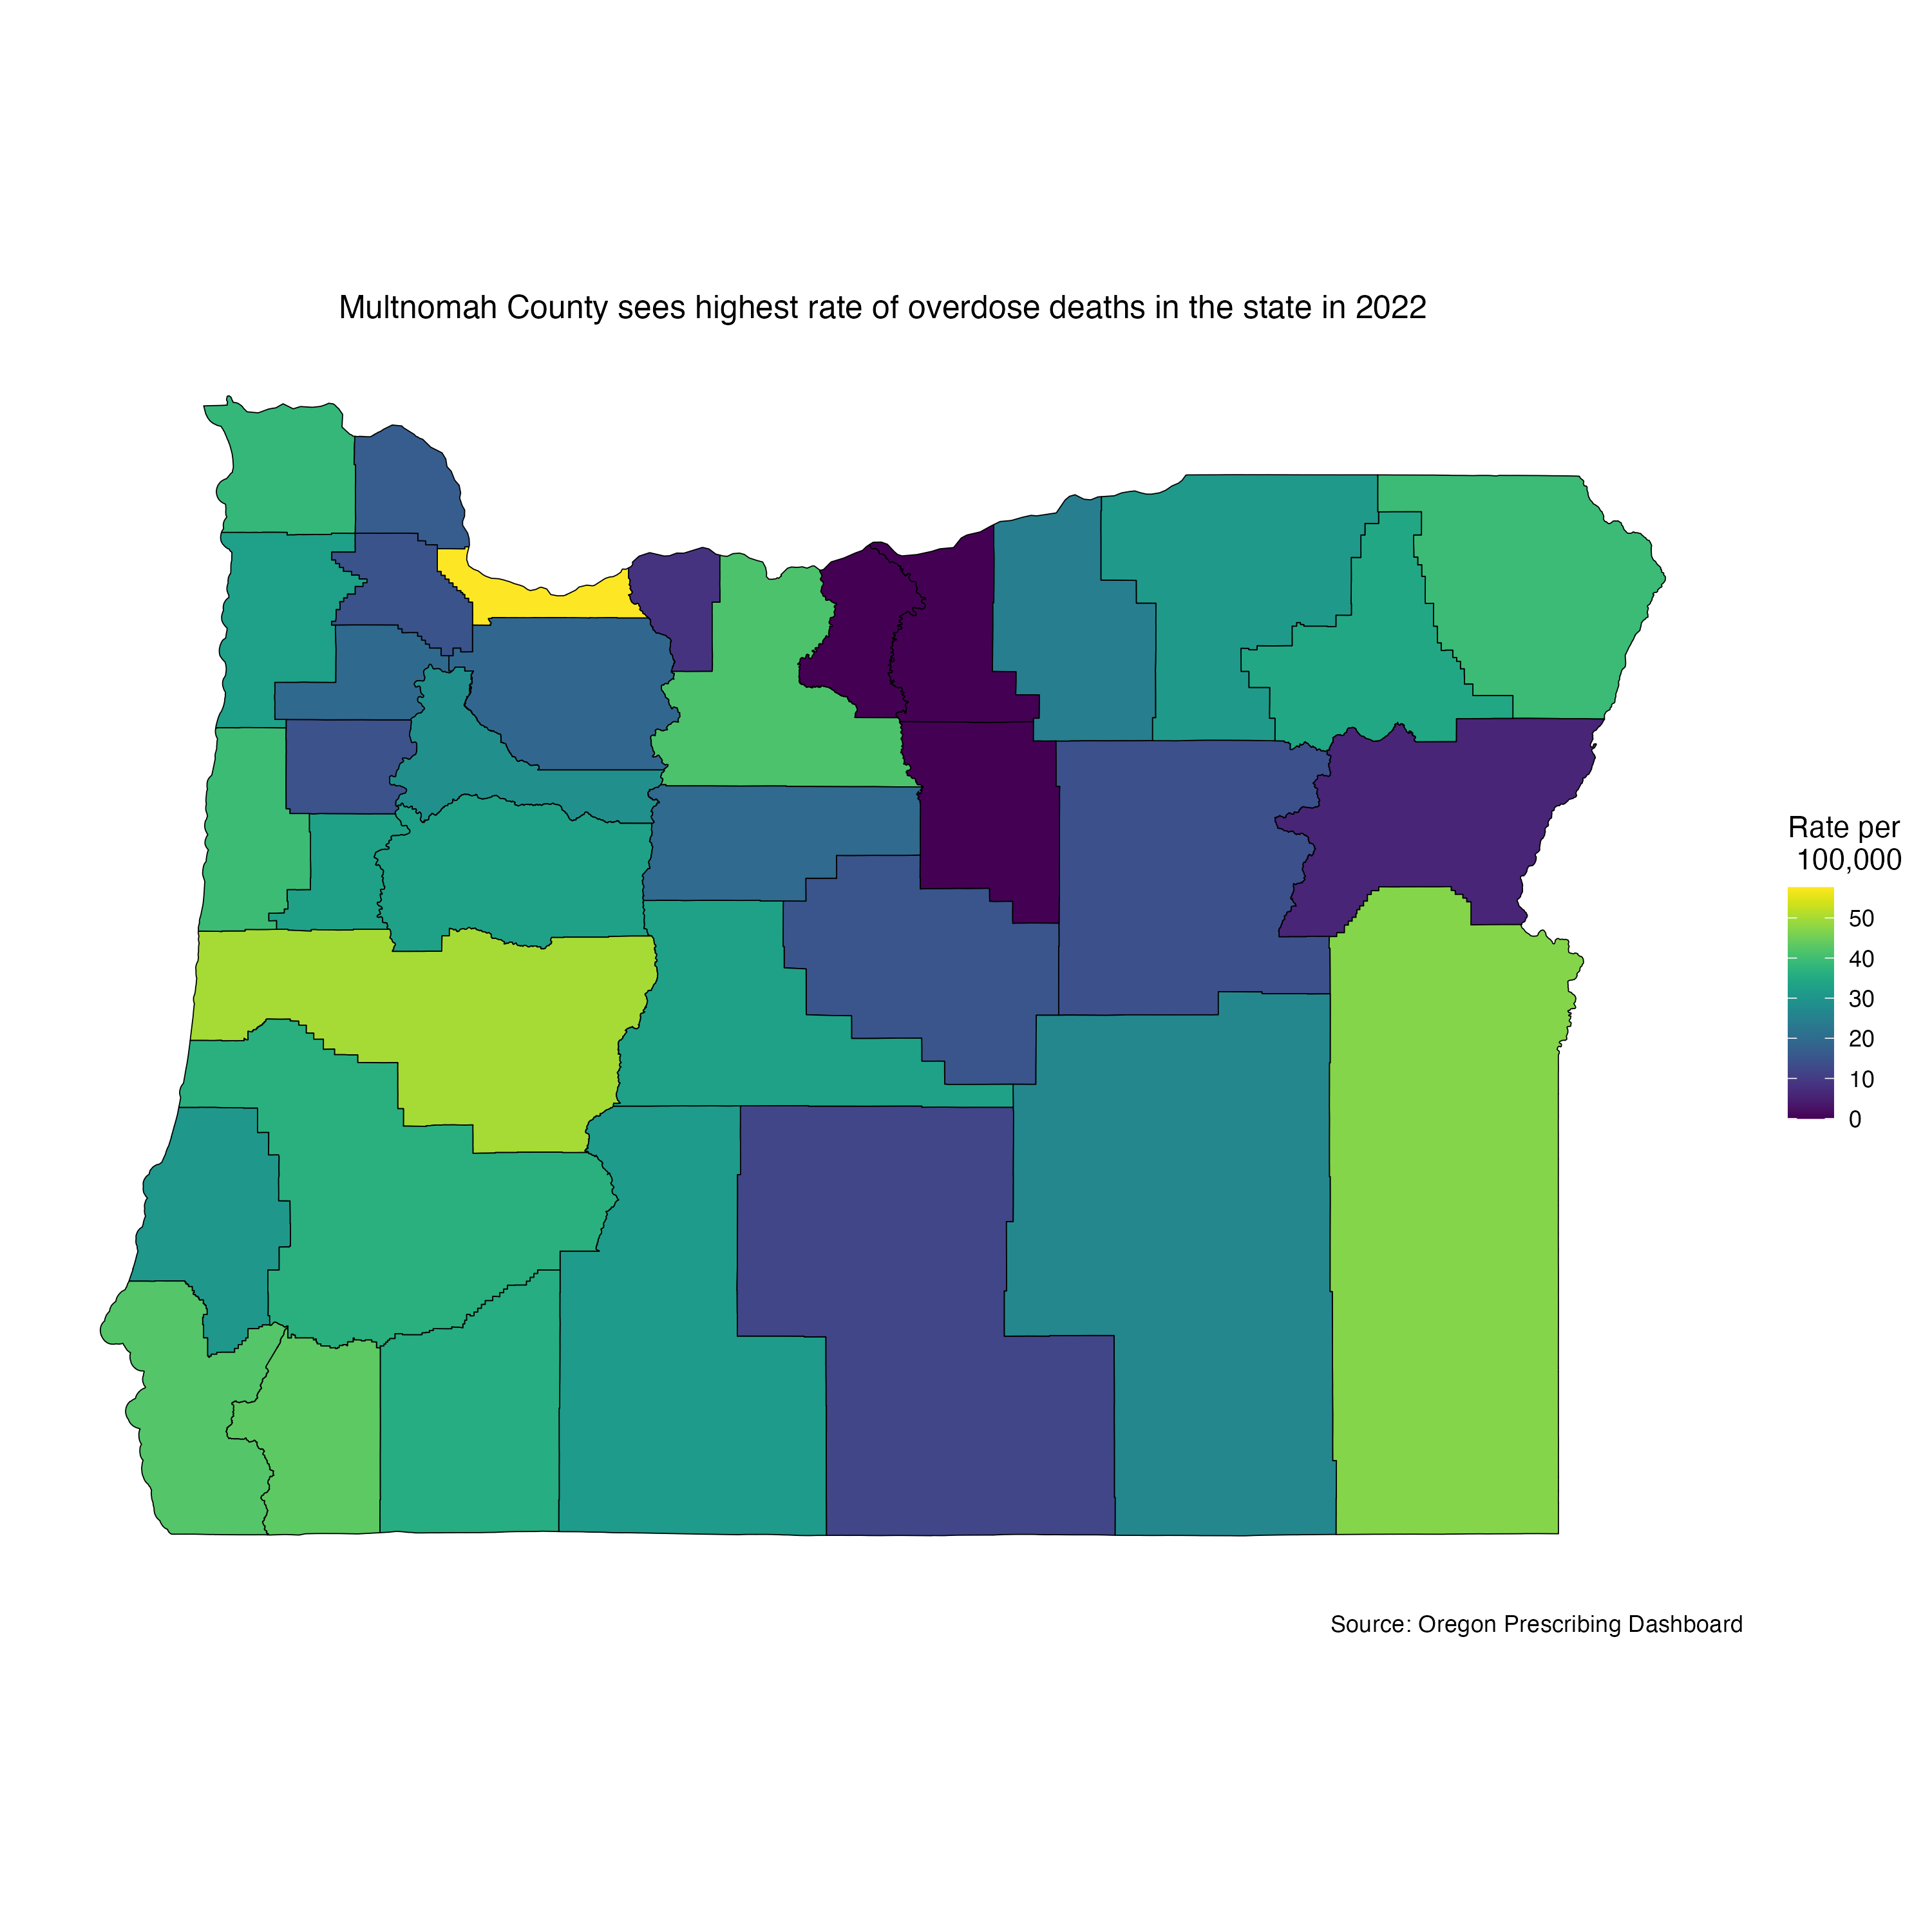 Multnomah County sees highest rate of overdose deaths in the state in 2022
Rate per
100,000
50
40
30
20
10
0
Source: Oregon Prescribing Dashboard